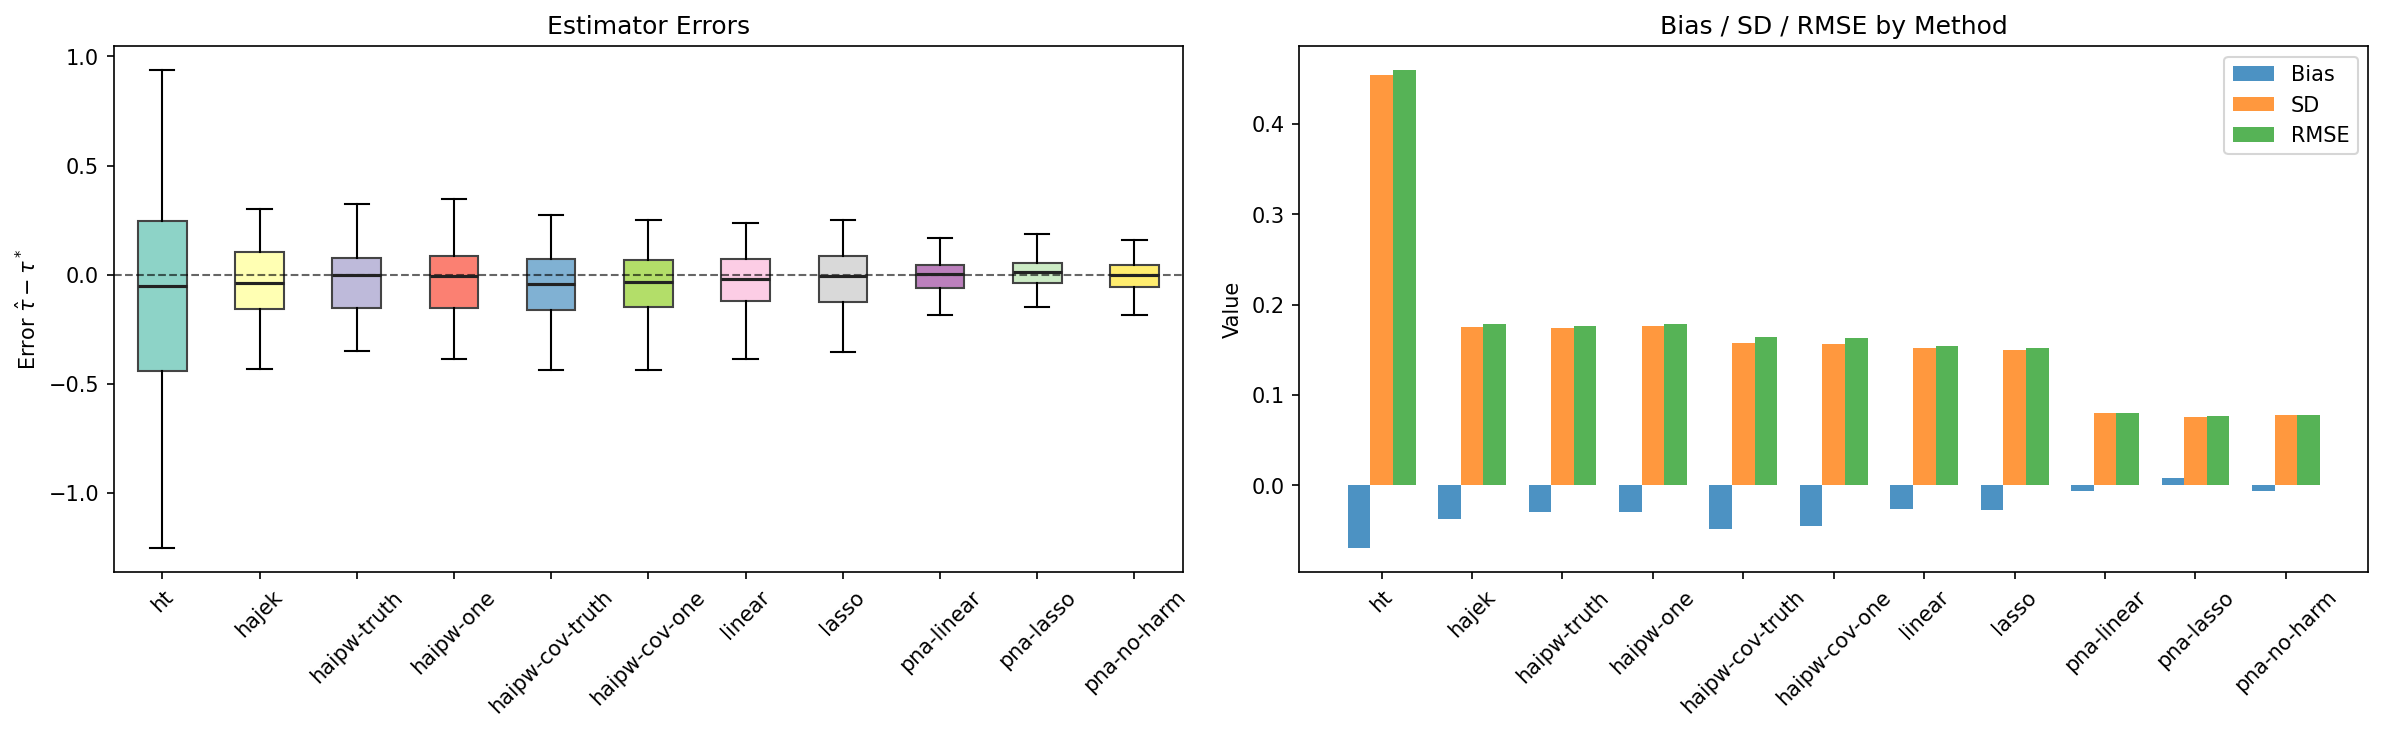 Estimator Errors
Error τ̂ − τ*
1.0
0.5
0.0
−0.5
−1.0
ht
hajek
haipw-truth
haipw-one
haipw-cov-truth
haipw-cov-one
linear
lasso
pna-linear
pna-lasso
pna-no-harm
Bias / SD / RMSE by Method
Value
0.4
0.3
0.2
0.1
0.0
Bias
SD
RMSE
ht
hajek
haipw-truth
haipw-one
haipw-cov-truth
haipw-cov-one
linear
lasso
pna-linear
pna-lasso
pna-no-harm